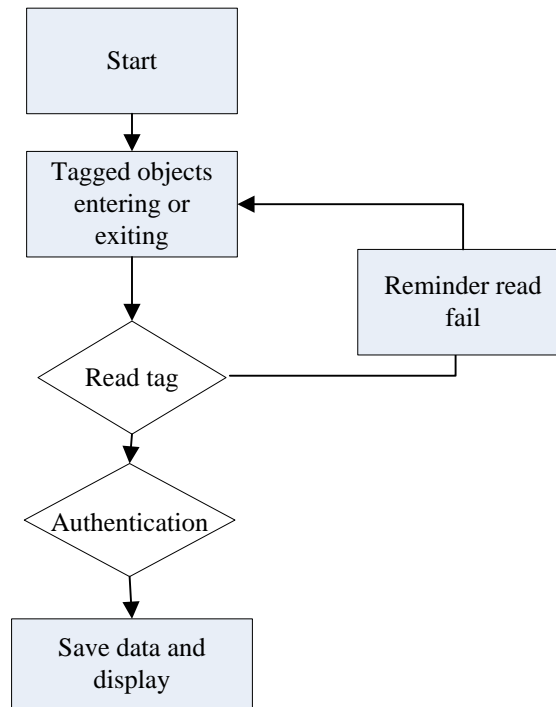 Start
Tagged objects
entering or
exiting
Reminder read
fail
Read tag
Authentication
Save data and
display